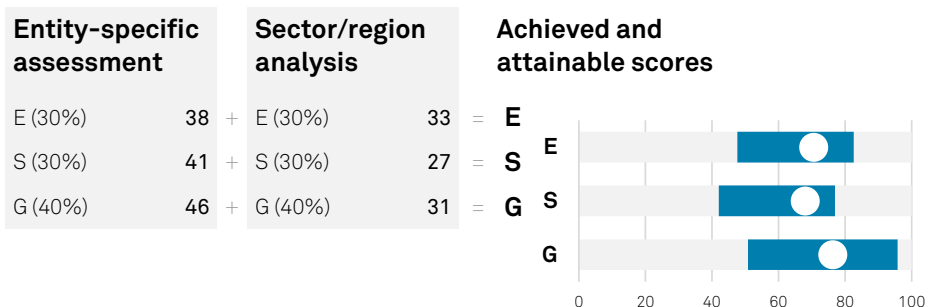 Entity-specific
assessment
Sector/region
analysis
Achieved and
attainable scores
E (30%) 38 + E (30%) 33 = E
S (30%) 41 + S (30%) 27 = S
G (40%) 46 + G (40%) 31 = G
E
S
G
0 20 40 60 80 100